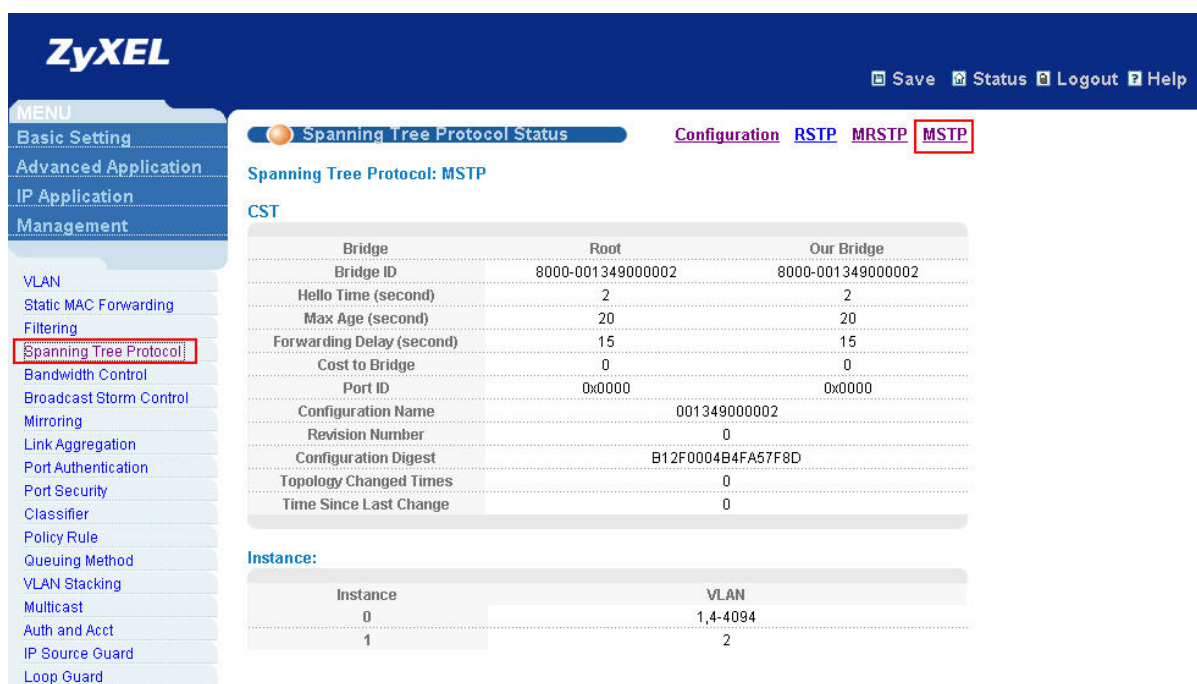 ZyXEL
Save Status Logout Help
MENU
Basic Setting
Advanced Application
IP Application
Management
VLAN
Static MAC Forwarding
Filtering
Spanning Tree Protocol
Bandwidth Control
Broadcast Storm Control
Mirroring
Link Aggregation
Port Authentication
Port Security
Classifier
Policy Rule
Queuing Method
VLAN Stacking
Multicast
Auth and Acct
IP Source Guard
Loop Guard
Spanning Tree Protocol Status Configuration RSTP MRSTP MSTP
Spanning Tree Protocol: MSTP
CST
Bridge Root Our Bridge
Bridge ID 8000-001349000002 8000-001349000002
Hello Time (second) 2 2
Max Age (second) 20 20
Forwarding Delay (second) 15 15
Cost to Bridge 0 0
Port ID 0x0000 0x0000
Configuration Name 001349000002
Revision Number 0
Configuration Digest B12F0004B4FA57F8D
Topology Changed Times 0
Time Since Last Change 0
Instance:
Instance VLAN
0 1,4-4094
1 2